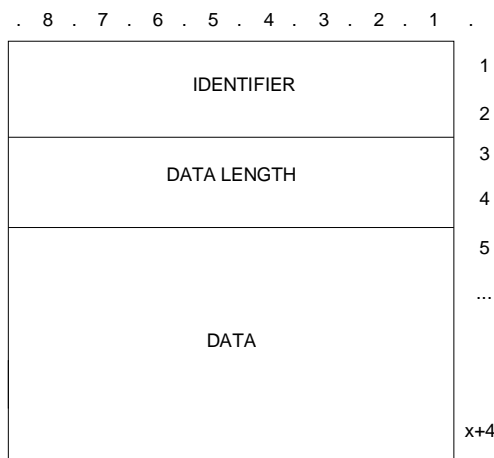 . 8 . 7 . 6 . 5 . 4 . 3 . 2 . 1 .
1
IDENTIFIER
2
3
DATA LENGTH
4
5
...
DATA
x+4